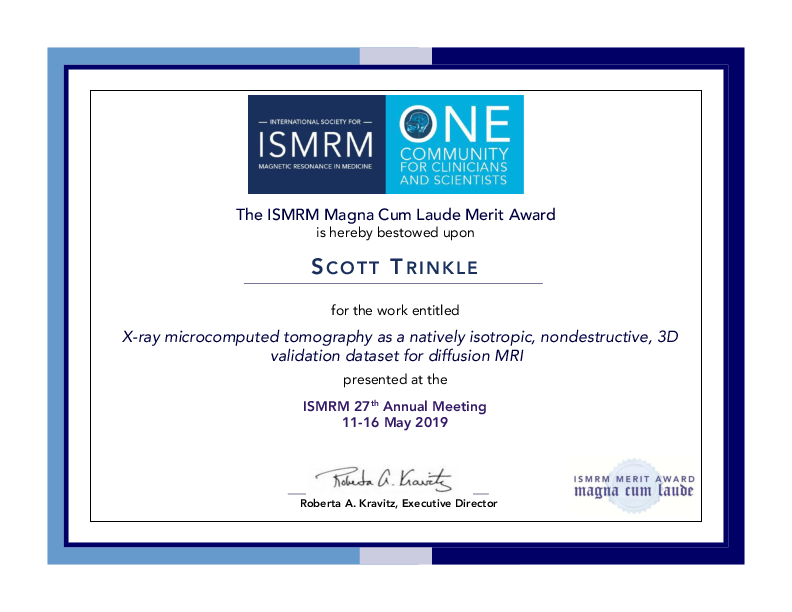 INTERNATIONAL SOCIETY FOR
ISMRM
MAGNETIC RESONANCE IN MEDICINE
ONE
COMMUNITY
FOR CLINICIANS
AND SCIENTISTS
The ISMRM Magna Cum Laude Merit Award
is hereby bestowed upon
SCOTT TRINKLE
for the work entitled
X-ray microcomputed tomography as a natively isotropic, nondestructive, 3D
validation dataset for diffusion MRI
presented at the
ISMRM 27th Annual Meeting
11-16 May 2019
Roberta A. Kravitz
Roberta A. Kravitz, Executive Director
ISMRM MERIT AWARD
magna cum laude